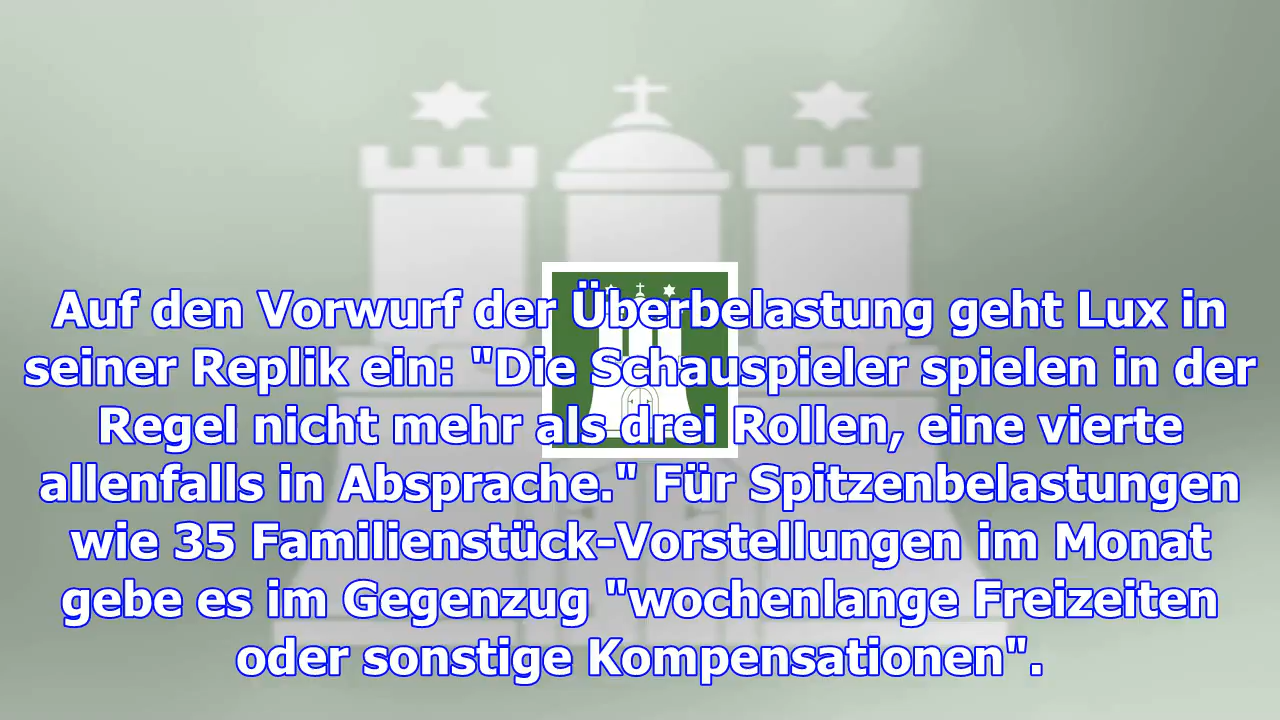 Auf den Vorwurf der Überbelastung geht Lux in
seiner Replik ein: "Die Schauspieler spielen in der
Regel nicht mehr als drei Rollen, eine vierte
allenfalls in Absprache." Für Spitzenbelastungen
wie 35 Familienstück-Vorstellungen im Monat
gebe es im Gegenzug "wochenlange Freizeiten
oder sonstige Kompensationen".